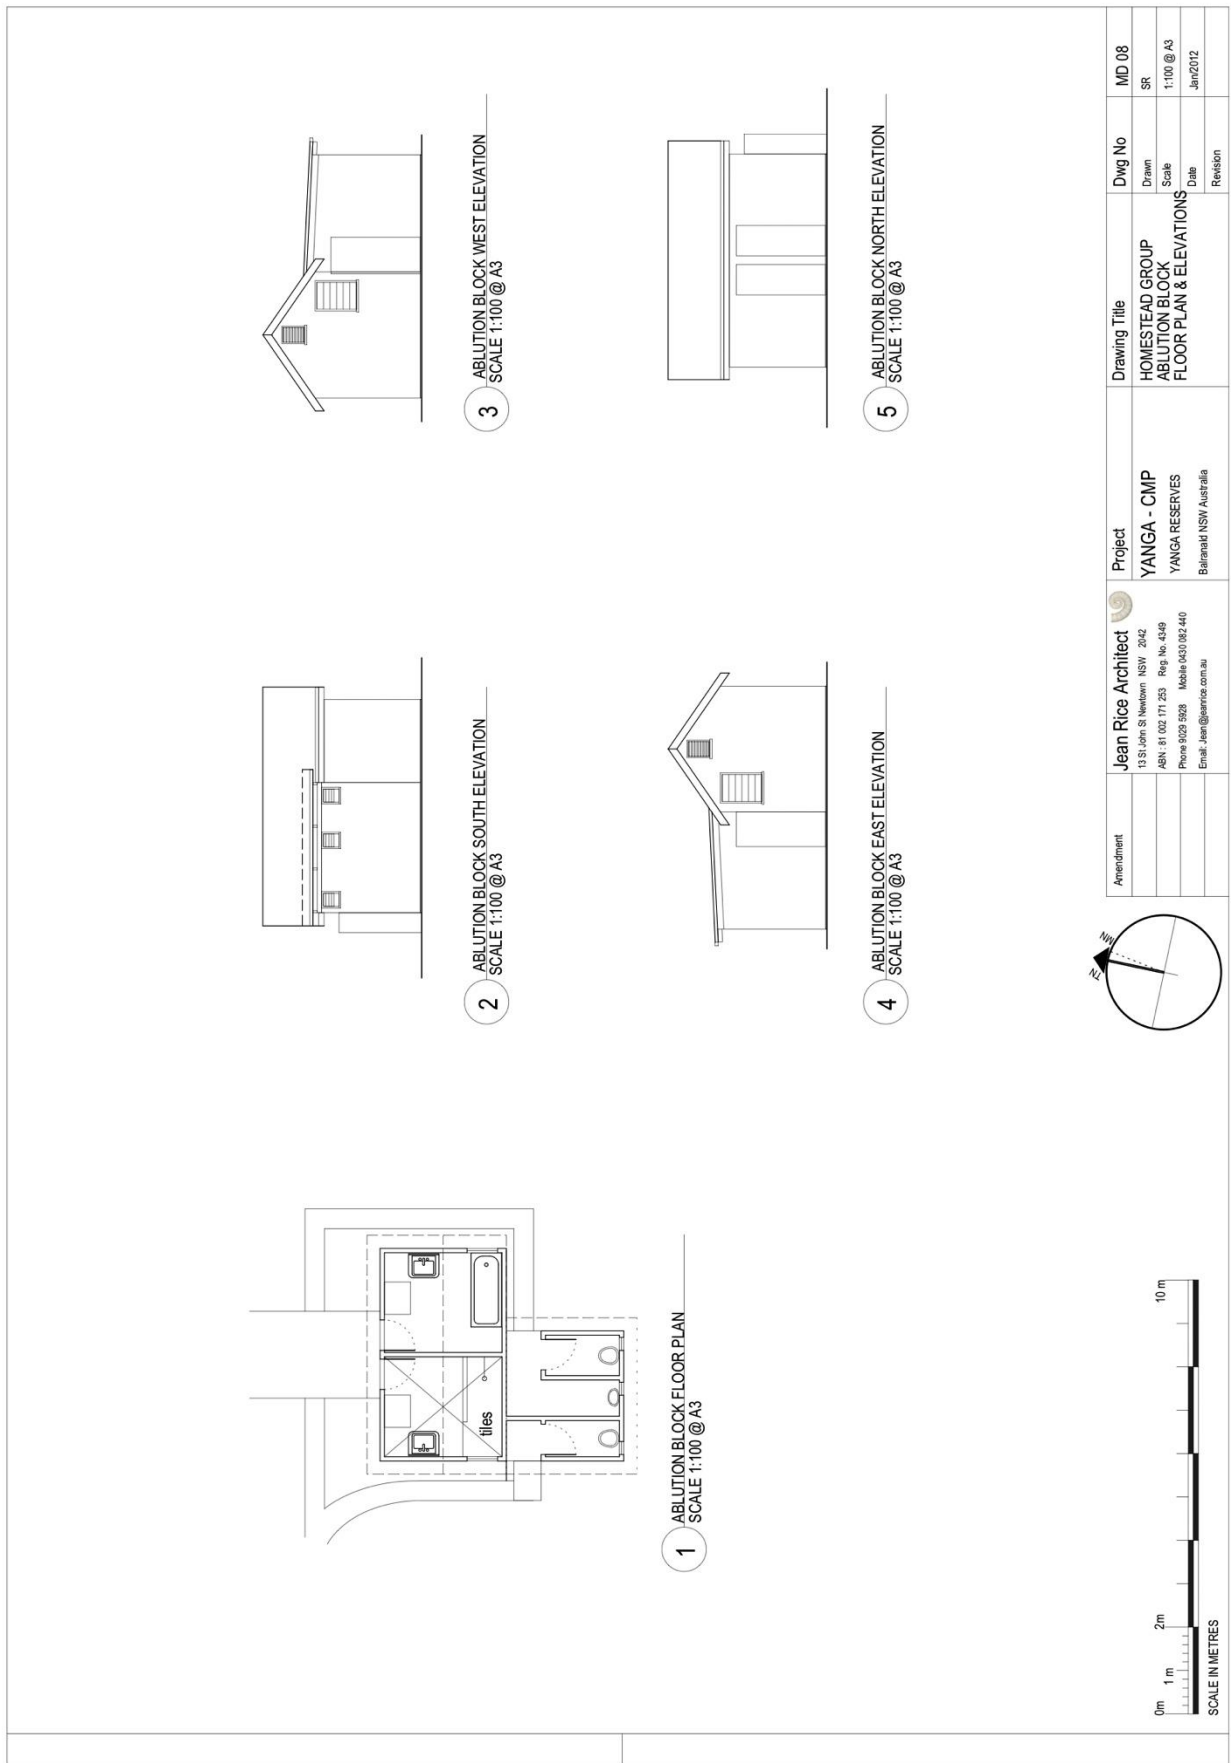 tiles
1
ABLUTION BLOCK FLOOR PLAN
SCALE 1:100 @ A3
2
ABLUTION BLOCK SOUTH ELEVATION
SCALE 1:100 @ A3
3
ABLUTION BLOCK WEST ELEVATION
SCALE 1:100 @ A3
4
ABLUTION BLOCK EAST ELEVATION
SCALE 1:100 @ A3
5
ABLUTION BLOCK NORTH ELEVATION
SCALE 1:100 @ A3
0m 1 m 2m 10 m
SCALE IN METRES
TN MN
Amendment
Jean Rice Architect
13 St John St Newtown NSW 2042
ABN : 81 002 171 253 Reg. No. 4349
Phone 9029 5928 Mobile 0430 082 440
Email: Jean@jeanrice.com.au
Project
YANGA - CMP
YANGA RESERVES
Balranald NSW Australia
Drawing Title
HOMESTEAD GROUP
ABLUTION BLOCK
FLOOR PLAN & ELEVATIONS
Dwg No MD 08
Drawn SR
Scale 1:100 @ A3
Date Jan/2012
Revision